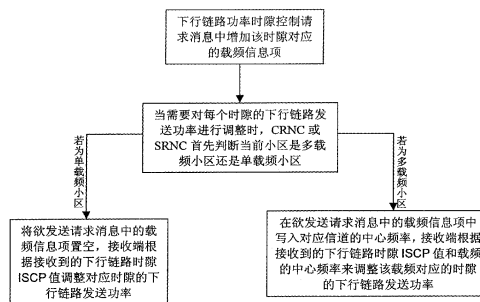 下行链路功率时隙控制请
求消息中增加该时隙对应
的载频信息项
当需要对每个时隙的下行链路发
送功率进行调整时，CRNC 或
SRNC 首先判断当前小区是多载
频小区还是单载频小区
若为单载频小区
若为多载频小区
将欲发送请求消息中的载
频信息项置空，接收端根
据接收到的下行链路时隙
ISCP 值调整对应时隙的下
行链路发送功率
在欲发送请求消息中的载频信息项中
写入对应信道的中心频率，接收端根据
接收到的下行链路时隙 ISCP 值和载频
的中心频率来调整该载频对应的时隙
的下行链路发送功率